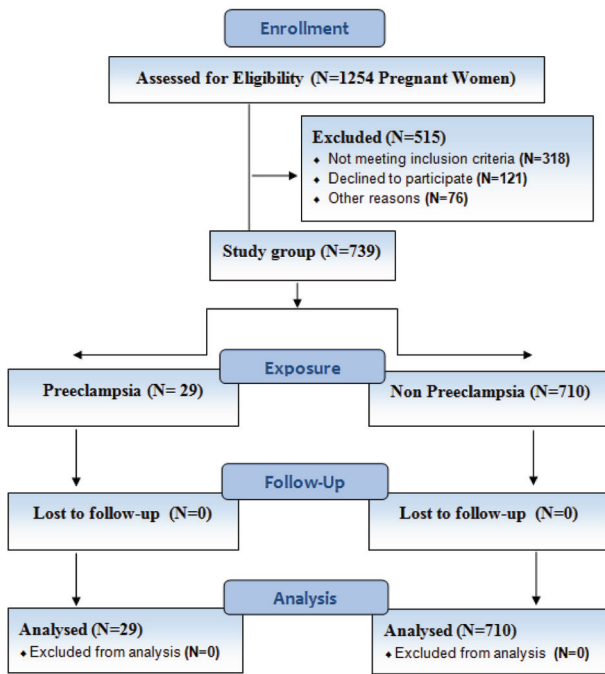 Enrollment
Assessed for Eligibility (N=1254 Pregnant Women)
Excluded (N=515)
♦ Not meeting inclusion criteria (N=318)
♦ Declined to participate (N=121)
♦ Other reasons (N=76)
Study group (N=739)
Exposure
Preeclampsia (N= 29)
Non Preeclampsia (N=710)
Follow-Up
Lost to follow-up (N=0)
Lost to follow-up (N=0)
Analysis
Analysed (N=29)
♦ Excluded from analysis (N=0)
Analysed (N=710)
♦ Excluded from analysis (N=0)